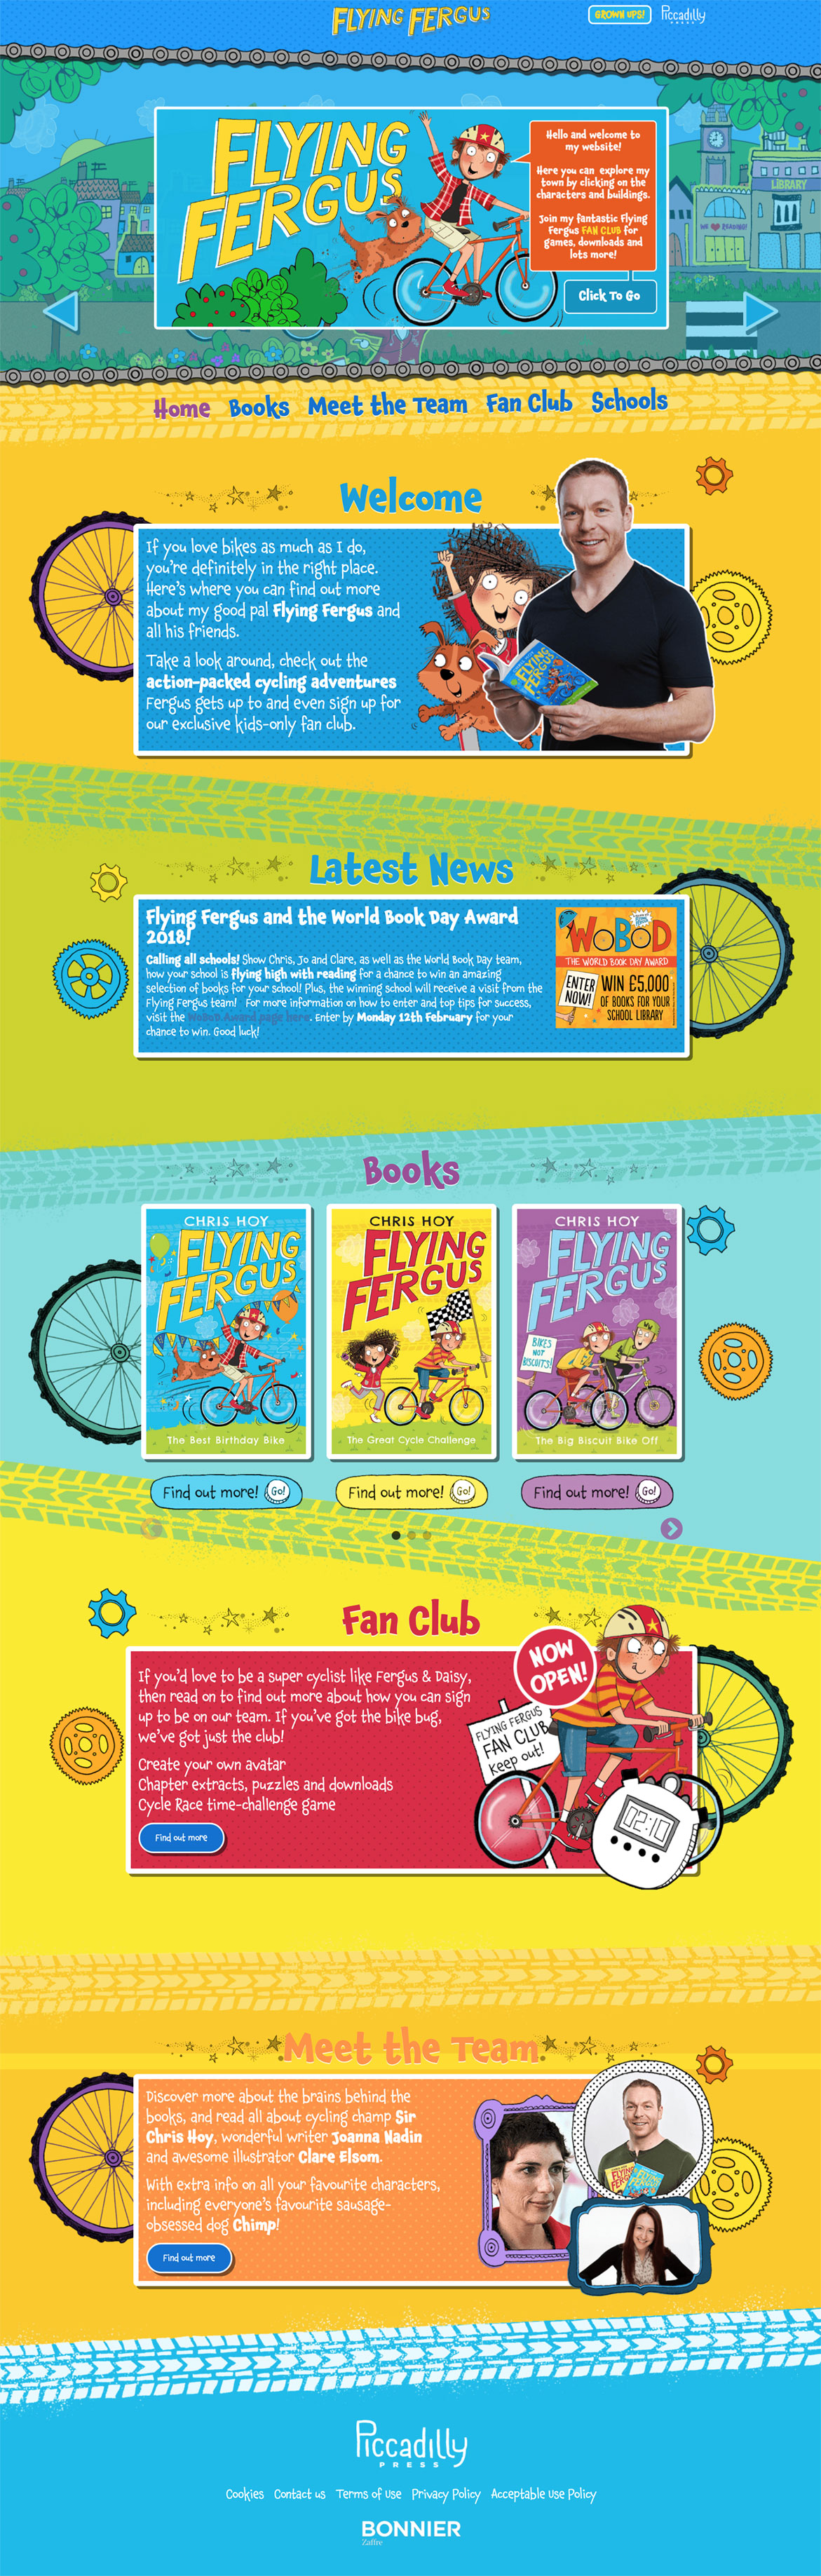 FLYING FERGUS
GROWN UPS!
Piccadilly
PRESS
FLYING
FERGUS
Hello and welcome to
my website!
Here you can explore my
town by clicking on the
characters and buildings.
Join my fantastic Flying
Fergus FAN CLUB for
games, downloads and
lots more!
Click To Go
LIBRARY
WE ❤ READING!
Home Books Meet the Team Fan Club Schools
Welcome
If you love bikes as much as I do,
you're definitely in the right place.
Here's where you can find out more
about my good pal Flying Fergus and
all his friends.
Take a look around, check out the
action-packed cycling adventures
Fergus gets up to and even sign up for
our exclusive kids-only fan club.
FLYING
FERGUS
Latest News
Flying Fergus and the World Book Day Award
2018!
Calling all schools! Show Chris, Jo and Clare, as well as the World Book Day team,
how your school is flying high with reading for a chance to win an amazing
selection of books for your school! Plus, the winning school will receive a visit from the
Flying Fergus team! For more information on how to enter and top tips for success,
visit the WoBoD Award page here. Enter by Monday 12th February for your
chance to win. Good luck!
WoBoD
THE WORLD BOOK DAY AWARD
ENTER
NOW!
WIN £5,000
OF BOOKS FOR YOUR
SCHOOL LIBRARY
Books
CHRIS HOY
FLYING
FERGUS
The Best Birthday Bike
CHRIS HOY
FLYING
FERGUS
The Great Cycle Challenge
CHRIS HOY
FLYING
FERGUS
BIKES
NOT
BISCUITS!
The Big Biscuit Bike Off
Find out more! Go!
Find out more! Go!
Find out more! Go!
Fan Club
If you'd love to be a super cyclist like Fergus & Daisy,
then read on to find out more about how you can sign
up to be on our team. If you've got the bike bug,
we've got just the club!
Create your own avatar
Chapter extracts, puzzles and downloads
Cycle Race time-challenge game
Find out more
NOW
OPEN!
FLYING FERGUS
FAN CLUB
Keep out!
02:10
Meet the Team
Discover more about the brains behind the
books, and read all about cycling champ Sir
Chris Hoy, wonderful writer Joanna Nadin
and awesome illustrator Clare Elsom.
With extra info on all your favourite characters,
including everyone's favourite sausage-
obsessed dog Chimp!
Find out more
Piccadilly
PRESS
Cookies Contact us Terms of Use Privacy Policy Acceptable Use Policy
BONNIER
Zaffre